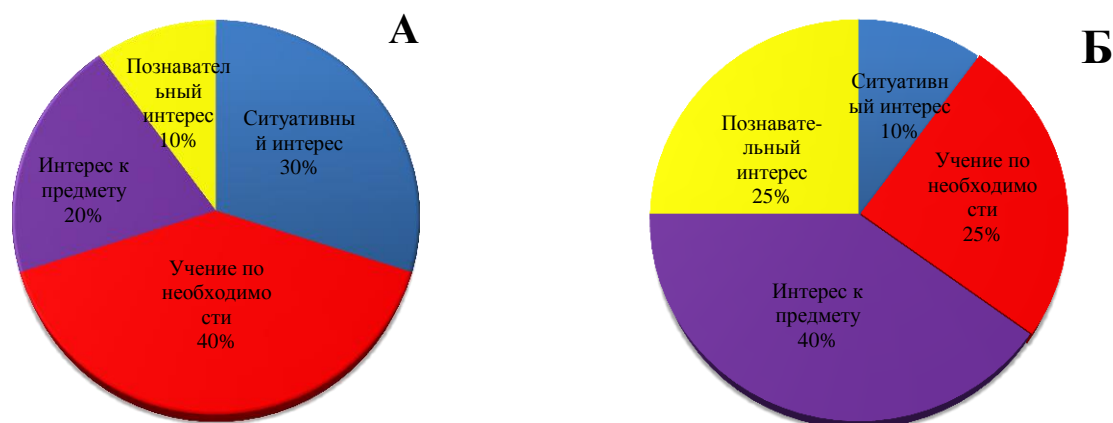 А
Познавател
ьный
интерес
10%
Ситуативны
й интерес
30%
Интерес к
предмету
20%
Учение по
необходимо
сти
40%
Б
Ситуативн
ый интерес
10%
Познавате-
льный
интерес
25%
Учение по
необходимо
сти
25%
Интерес к
предмету
40%